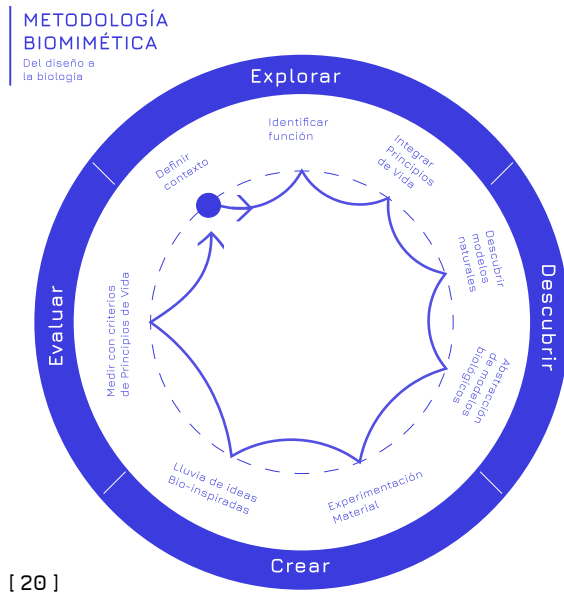 METODOLOGÍA
BIOMIMÉTICA
Del diseño a
la biología
Explorar
Definir
contexto
Identificar
función
Integrar
Principios
de Vida
Descubrir
Descubrir
modelos
naturales
Abstracción
de modelos
biológicos
Crear
Experimentación
Material
Lluvia de ideas
Bio-inspiradas
Evaluar
Medir con criterios
de Principios de Vida
[ 20 ]